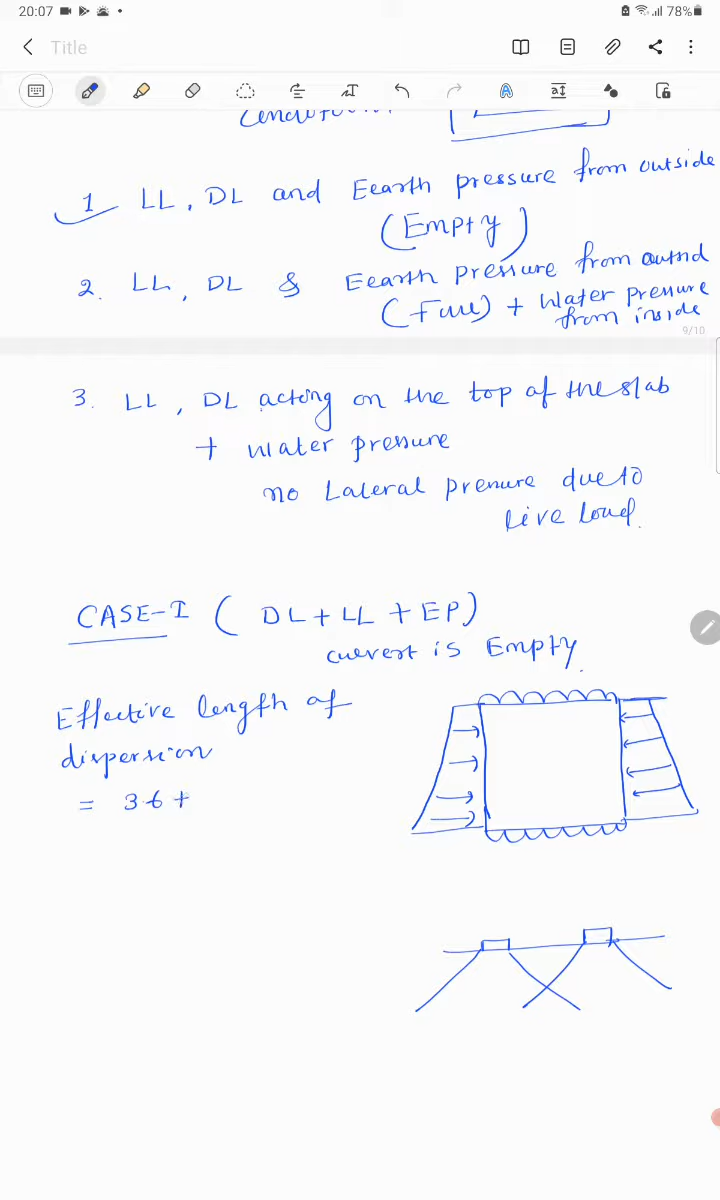 20:07
78%
Title
1 LL, DL and Eearth pressure from outside
(Empty)
2. LL, DL & Eearth Pressure from
(Full) + Water Pressure
from inside
9/10
3. LL, DL acting on the top of the slab
+ Water pressure
no Lateral pressure due to
live load.
CASE-I ( DL + LL + EP)
is Empty.
Effective length of
dispersion
= 3.6 +